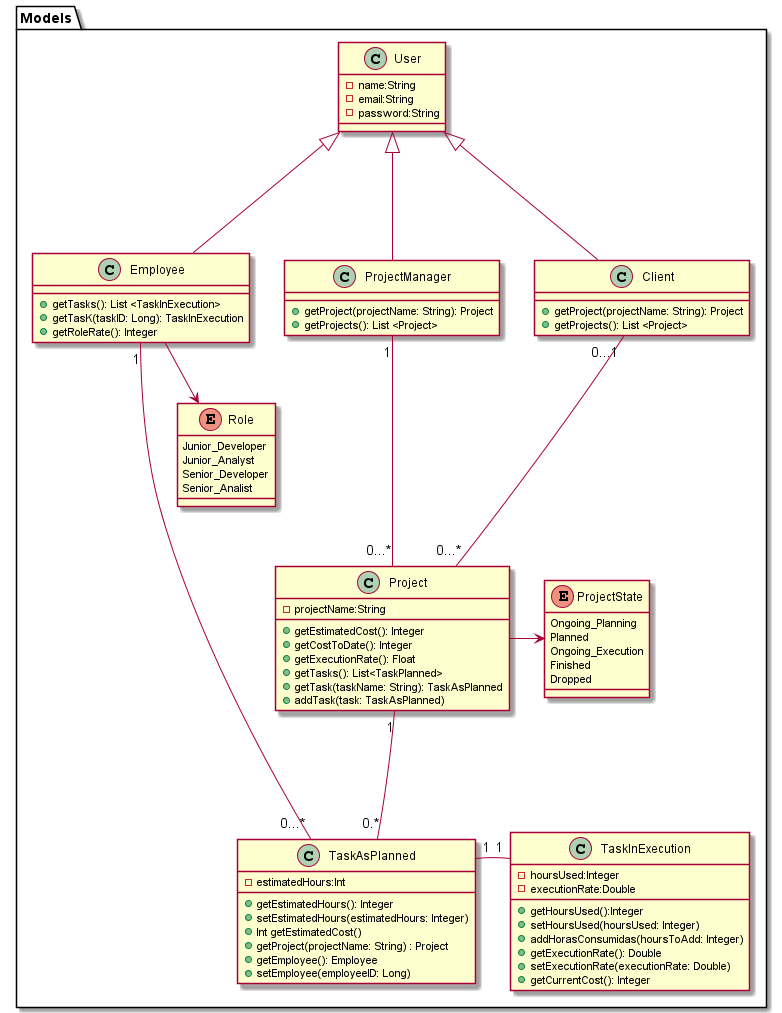 Models
C User
name:String
email:String
password:String
C Employee
getTasks(): List <TaskInExecution>
getTasK(taskID: Long): TaskInExecution
getRoleRate(): Integer
C ProjectManager
getProject(projectName: String): Project
getProjects(): List <Project>
C Client
getProject(projectName: String): Project
getProjects(): List <Project>
1
1
0...1
E Role
Junior_Developer
Junior_Analyst
Senior_Developer
Senior_Analist
0...*
0...*
C Project
projectName:String
getEstimatedCost(): Integer
getCostToDate(): Integer
getExecutionRate(): Float
getTasks(): List<TaskPlanned>
getTask(taskName: String): TaskAsPlanned
addTask(task: TaskAsPlanned)
E ProjectState
Ongoing_Planning
Planned
Ongoing_Execution
Finished
Dropped
1
0...*
0.*
C TaskAsPlanned
estimatedHours:Int
getEstimatedHours(): Integer
setEstimatedHours(estimatedHours: Integer)
Int getEstimatedCost()
getProject(projectName: String) : Project
getEmployee(): Employee
setEmployee(employeeID: Long)
1 1
C TaskInExecution
hoursUsed:Integer
executionRate:Double
getHoursUsed():Integer
setHoursUsed(hoursUsed: Integer)
addHorasConsumidas(hoursToAdd: Integer)
getExecutionRate(): Double
setExecutionRate(executionRate: Double)
getCurrentCost(): Integer